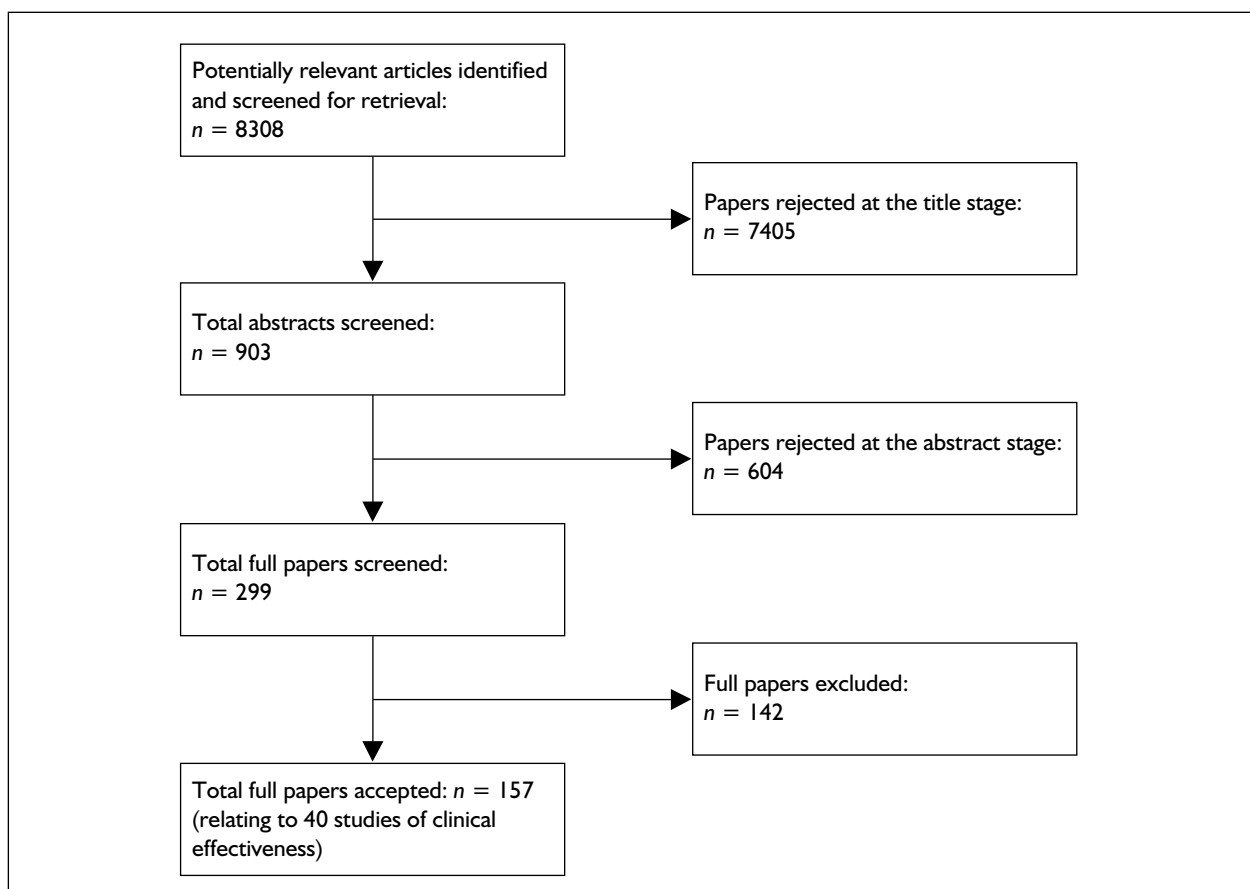 Potentially relevant articles identified
and screened for retrieval:
n = 8308
Papers rejected at the title stage:
n = 7405
Total abstracts screened:
n = 903
Papers rejected at the abstract stage:
n = 604
Total full papers screened:
n = 299
Full papers excluded:
n = 142
Total full papers accepted: n = 157
(relating to 40 studies of clinical
effectiveness)